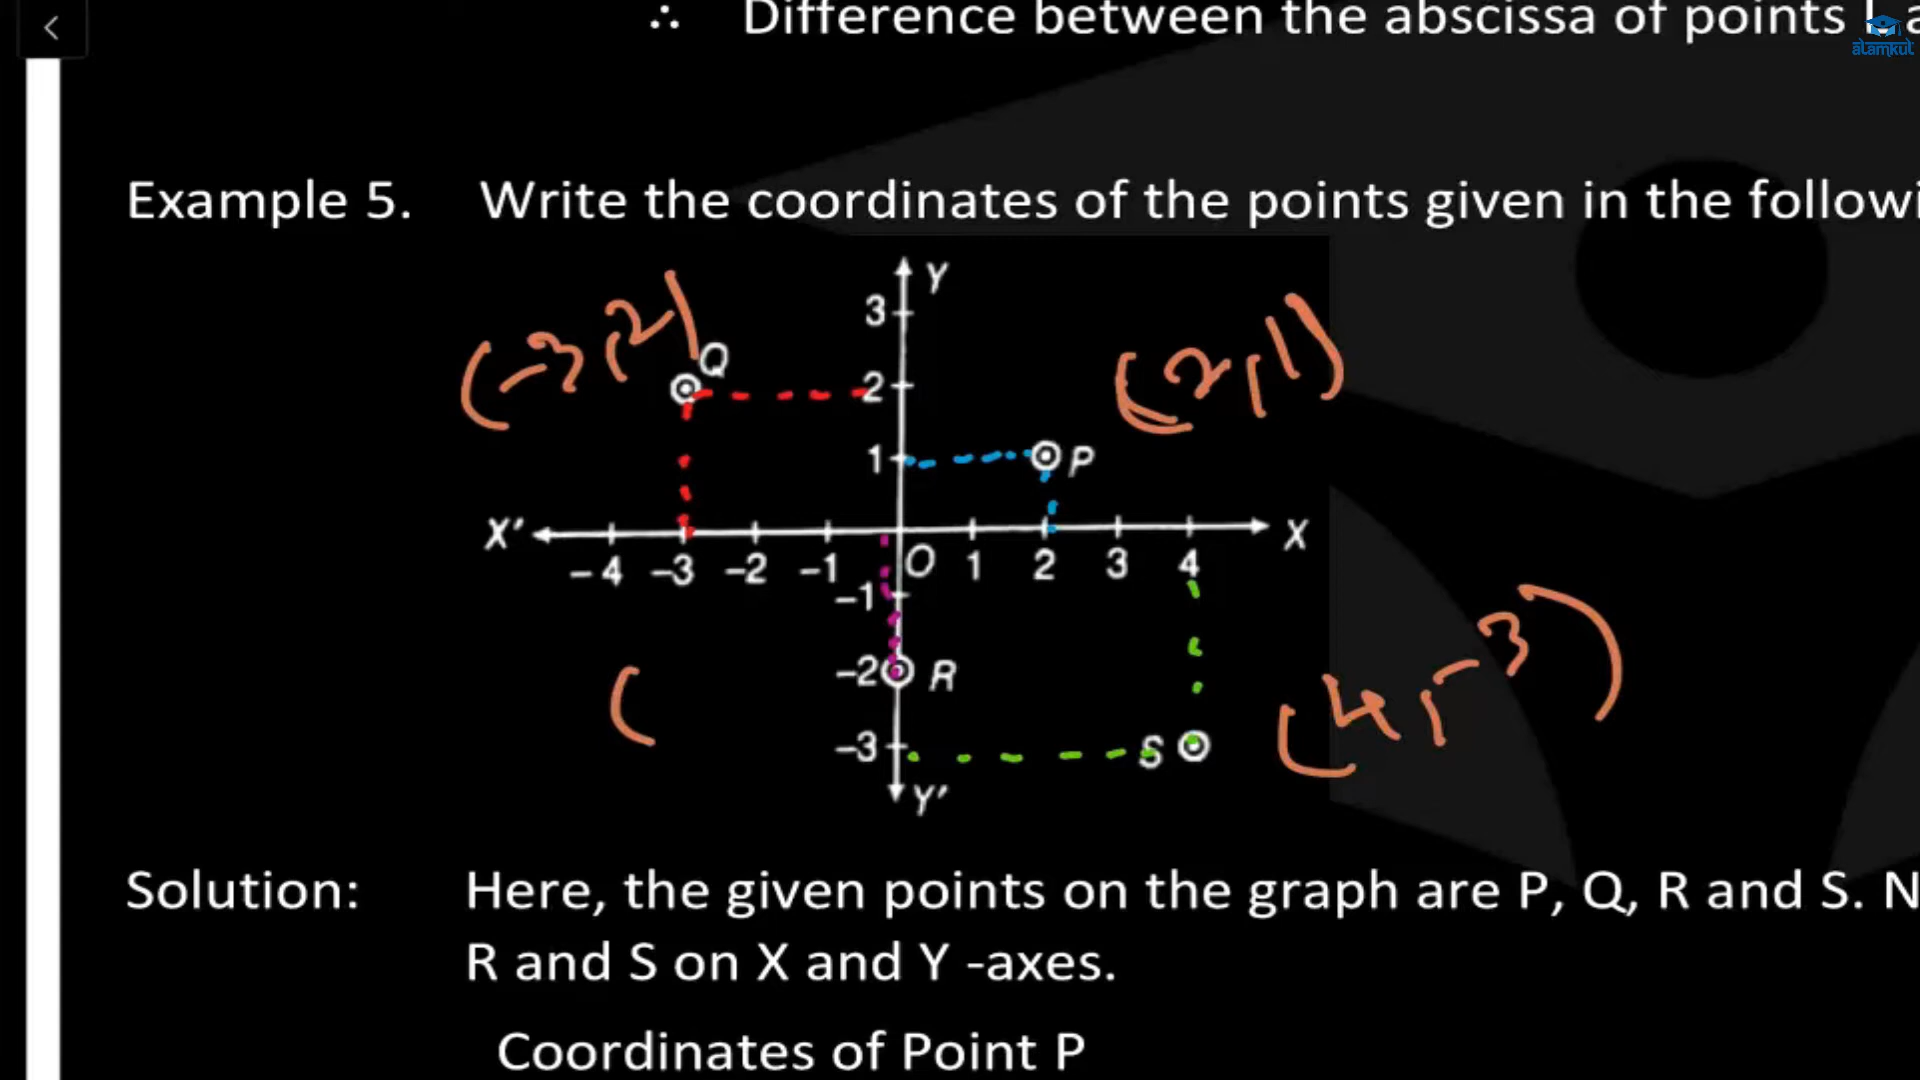 ∴ Difference between the abscissa of points L a
alamkul
Example 5. Write the coordinates of the points given in the followi
Y
3
(-3,2)
Q
(2,1)
2
1
P
X′
X
-4 -3 -2 -1 O 1 2 3 4
-1
-2
R
(
(4,-3)
-3
S
Y′
Solution: Here, the given points on the graph are P, Q, R and S. N
R and S on X and Y -axes.
Coordinates of Point P